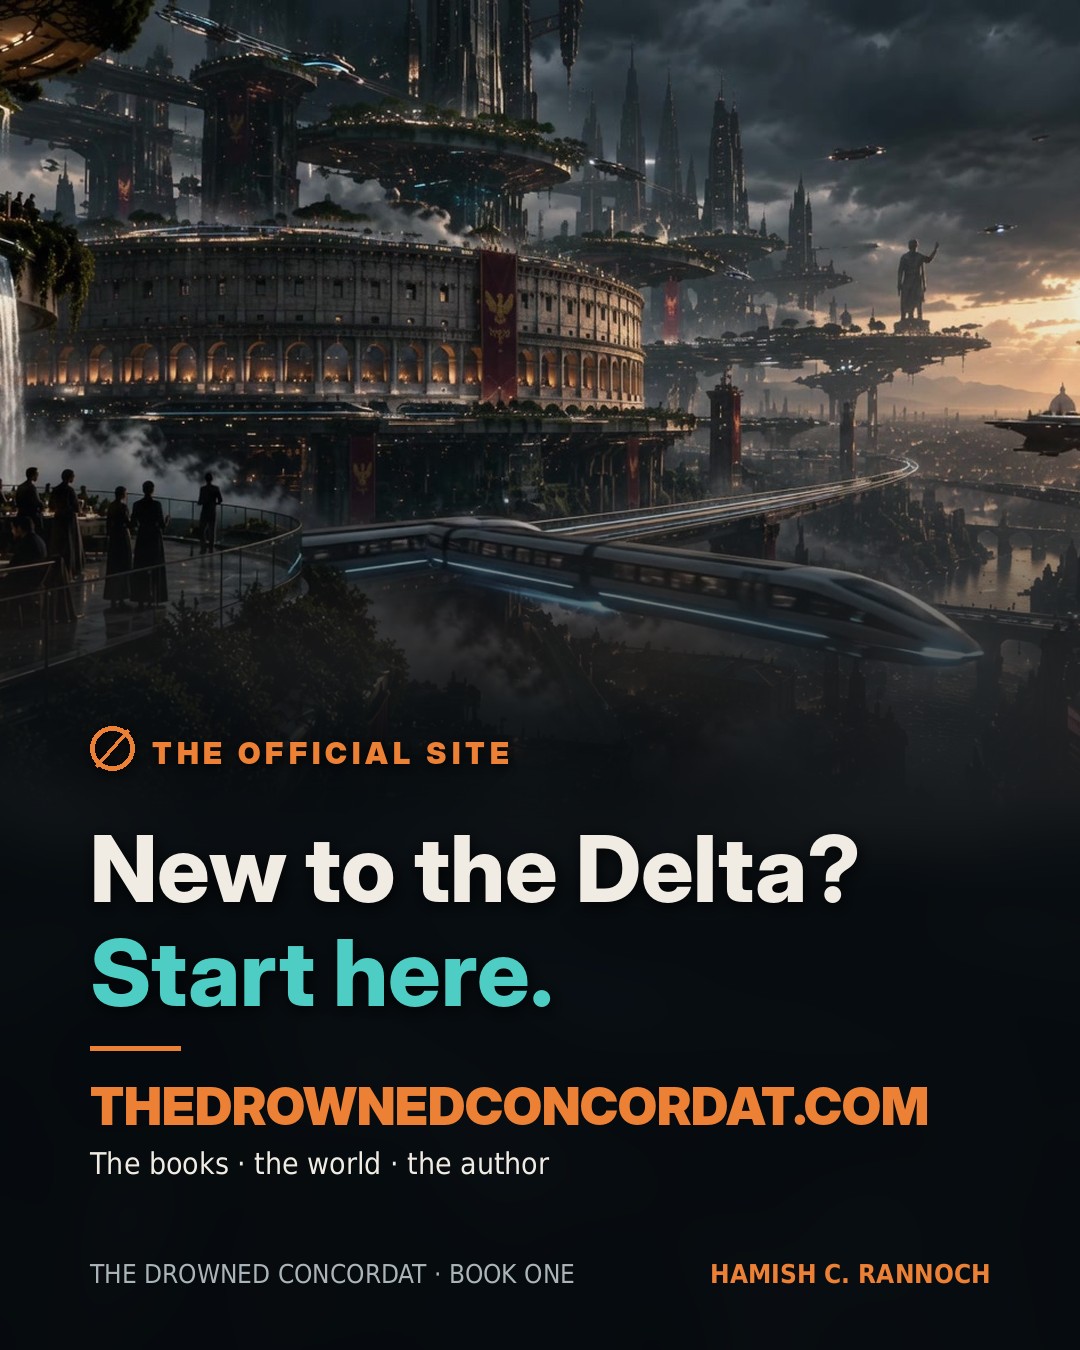 THE OFFICIAL SITE
New to the Delta?
Start here.
THEDROWNEDCONCORDAT.COM
The books · the world · the author
THE DROWNED CONCORDAT · BOOK ONE
HAMISH C. RANNOCH